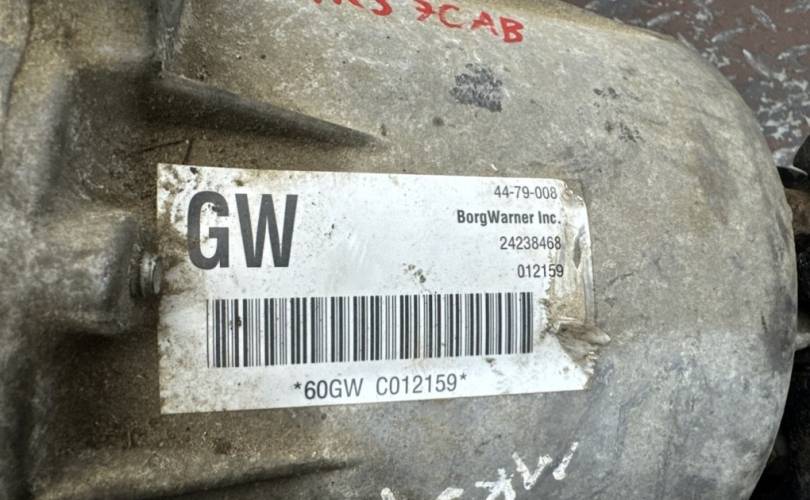 GW
44-79-008
BorgWarner Inc.
24238468
012159
*60GW C012159*